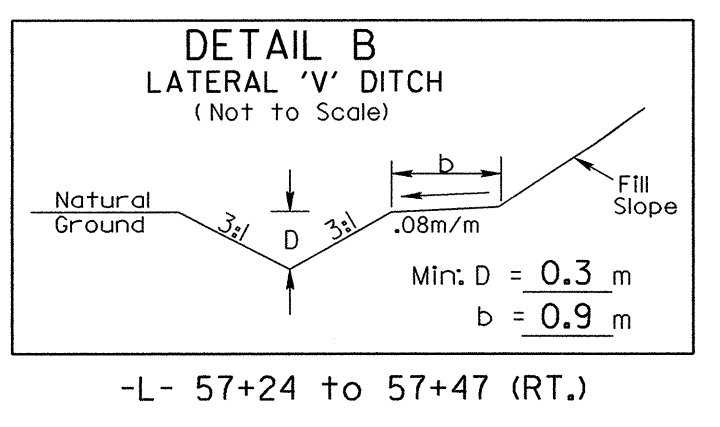 DETAIL B
LATERAL 'V' DITCH
(Not to Scale)
b
Natural
Ground
3:1
D
3:1
.08m/m
Fill
Slope
Min. D = 0.3 m
b = 0.9 m
-L- 57+24 to 57+47 (RT.)